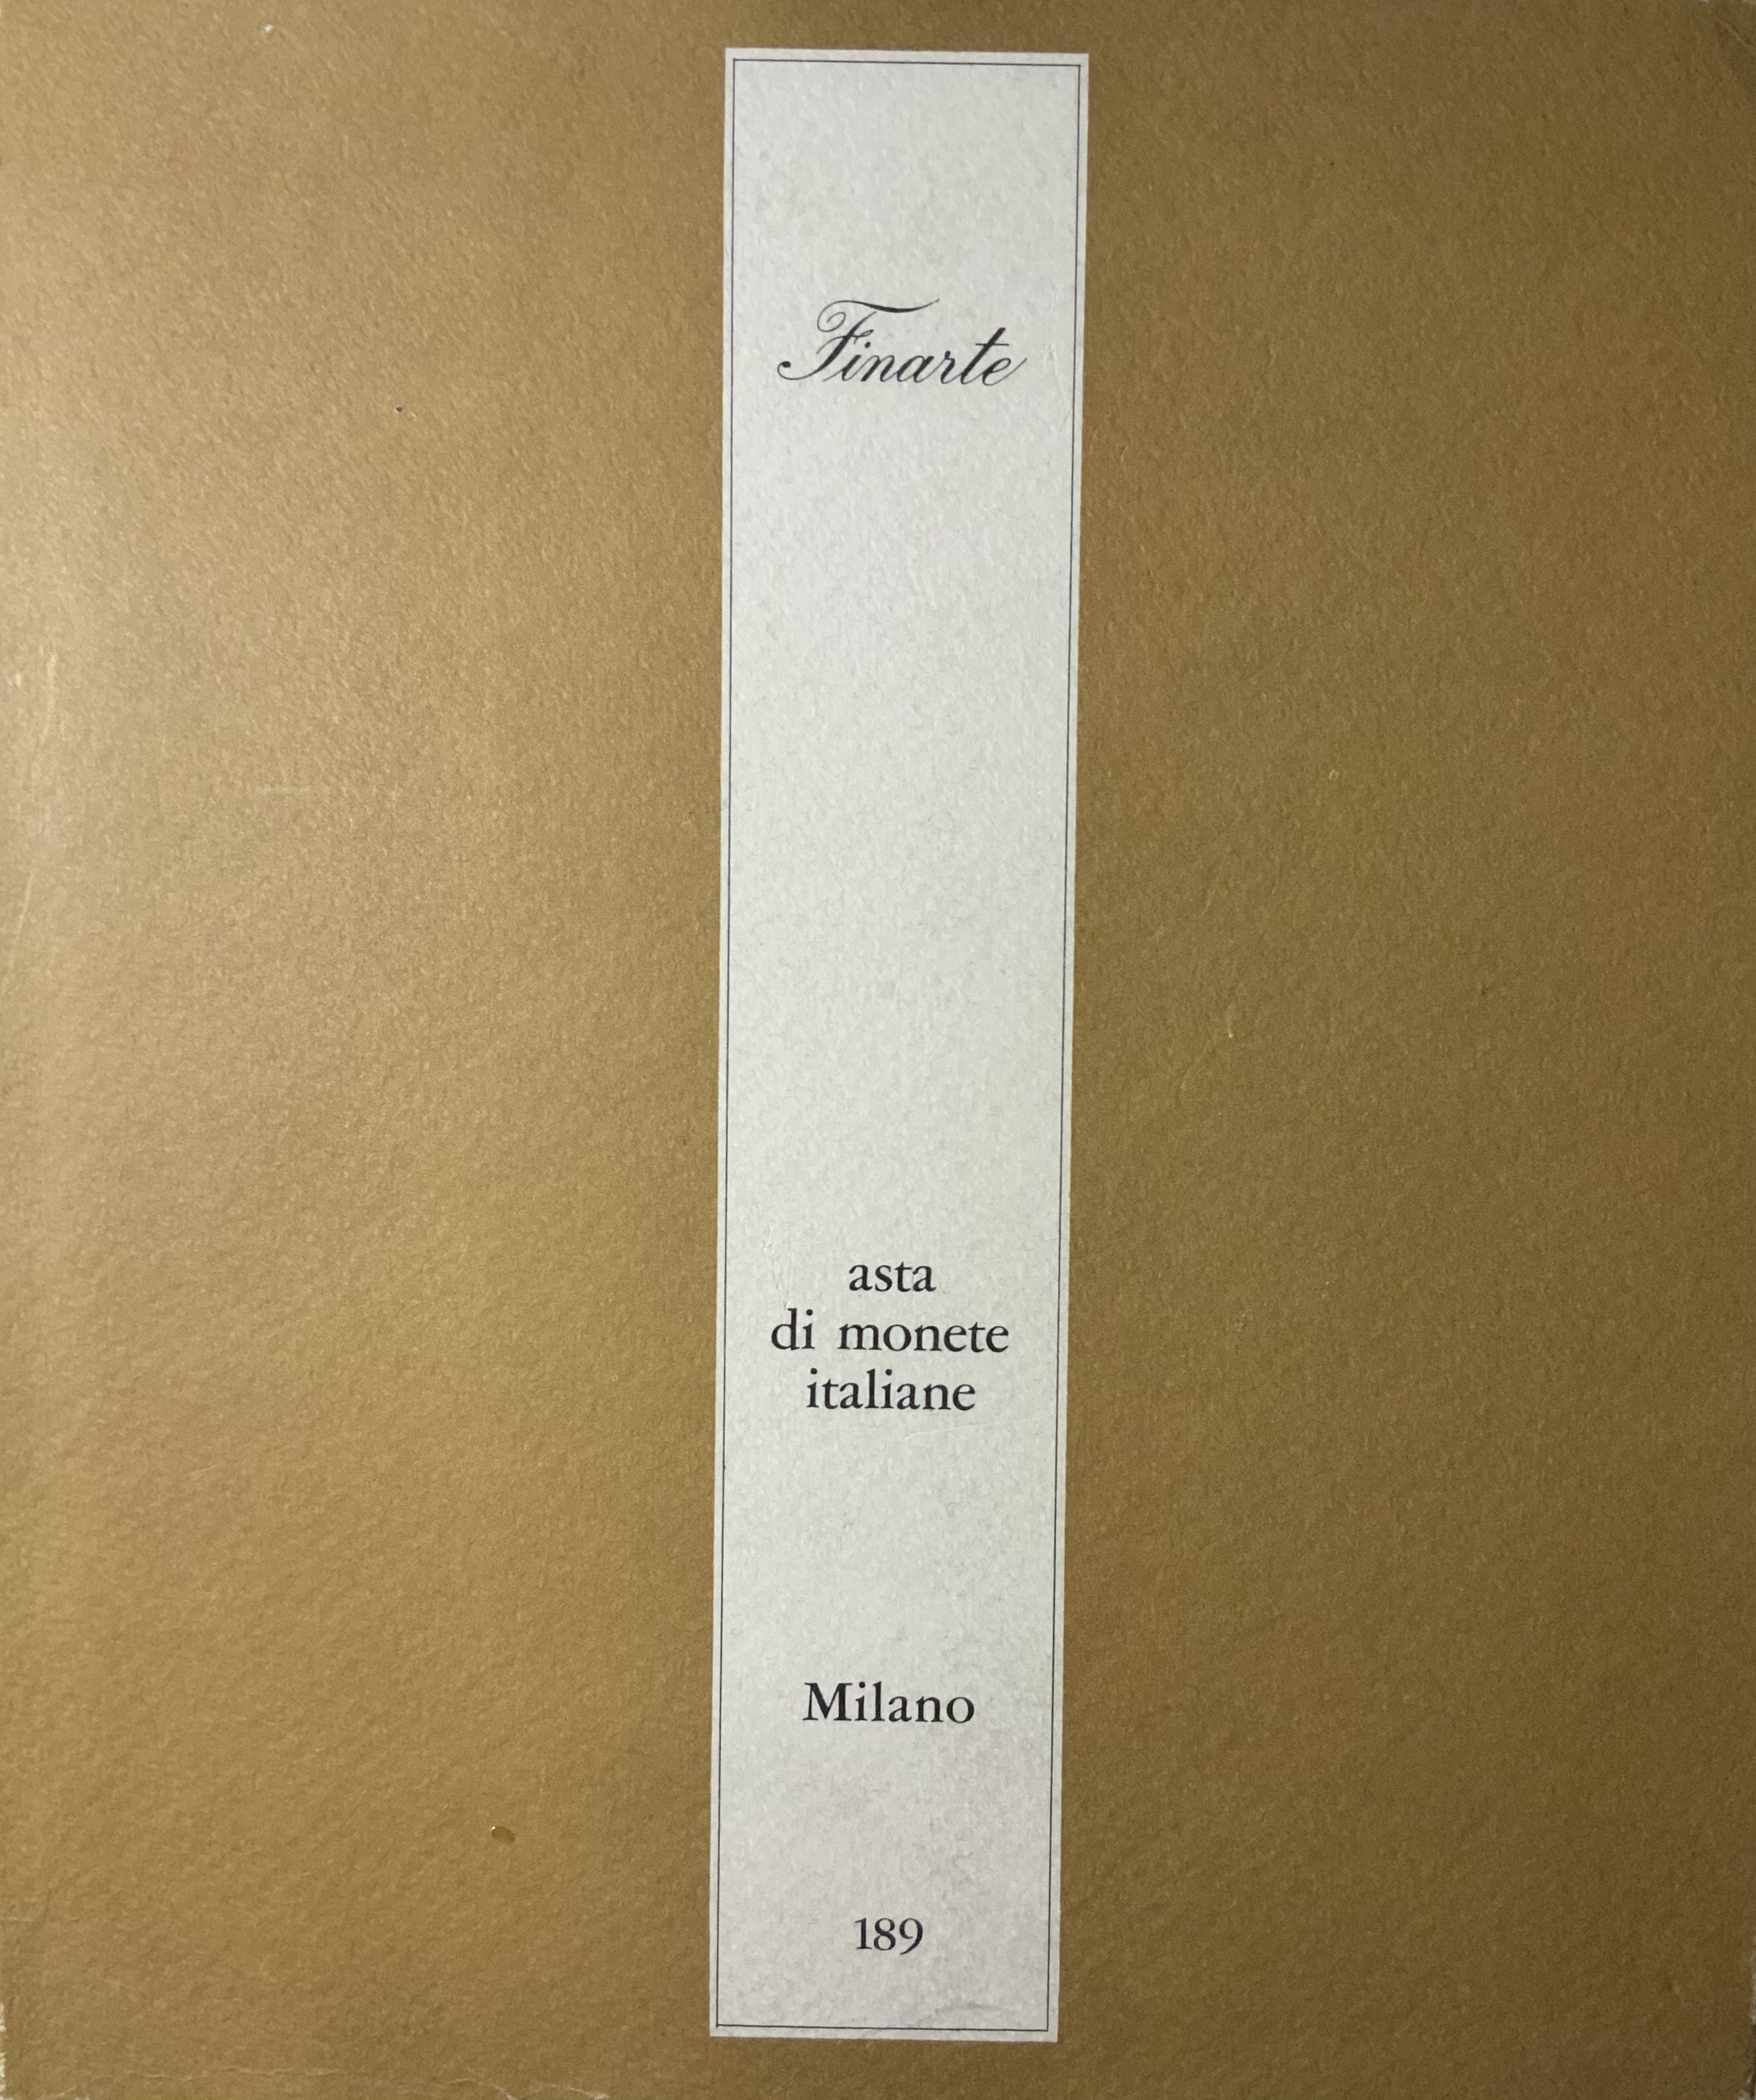 Finarte
asta
di monete
italiane
Milano
189